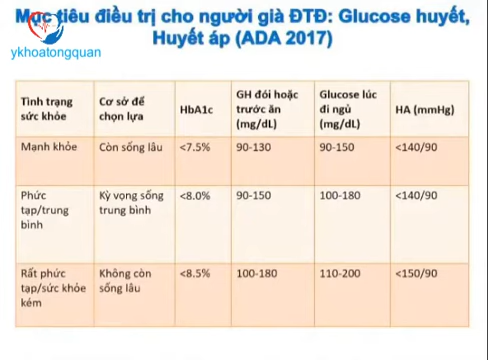 Mục tiêu điều trị cho người già ĐTĐ: Glucose huyết,
Huyết áp (ADA 2017)
ykhoatongquan
Tình trạng sức khỏe
Cơ sở để chọn lựa
HbA1c
GH đói hoặc trước ăn (mg/dL)
Glucose lúc đi ngủ (mg/dL)
HA (mmHg)
Mạnh khỏe
Còn sống lâu
<7.5%
90-130
90-150
<140/90
Phức tạp/trung bình
Kỳ vọng sống trung bình
<8.0%
90-150
100-180
<140/90
Rất phức tạp/sức khỏe kém
Không còn sống lâu
<8.5%
100-180
110-200
<150/90